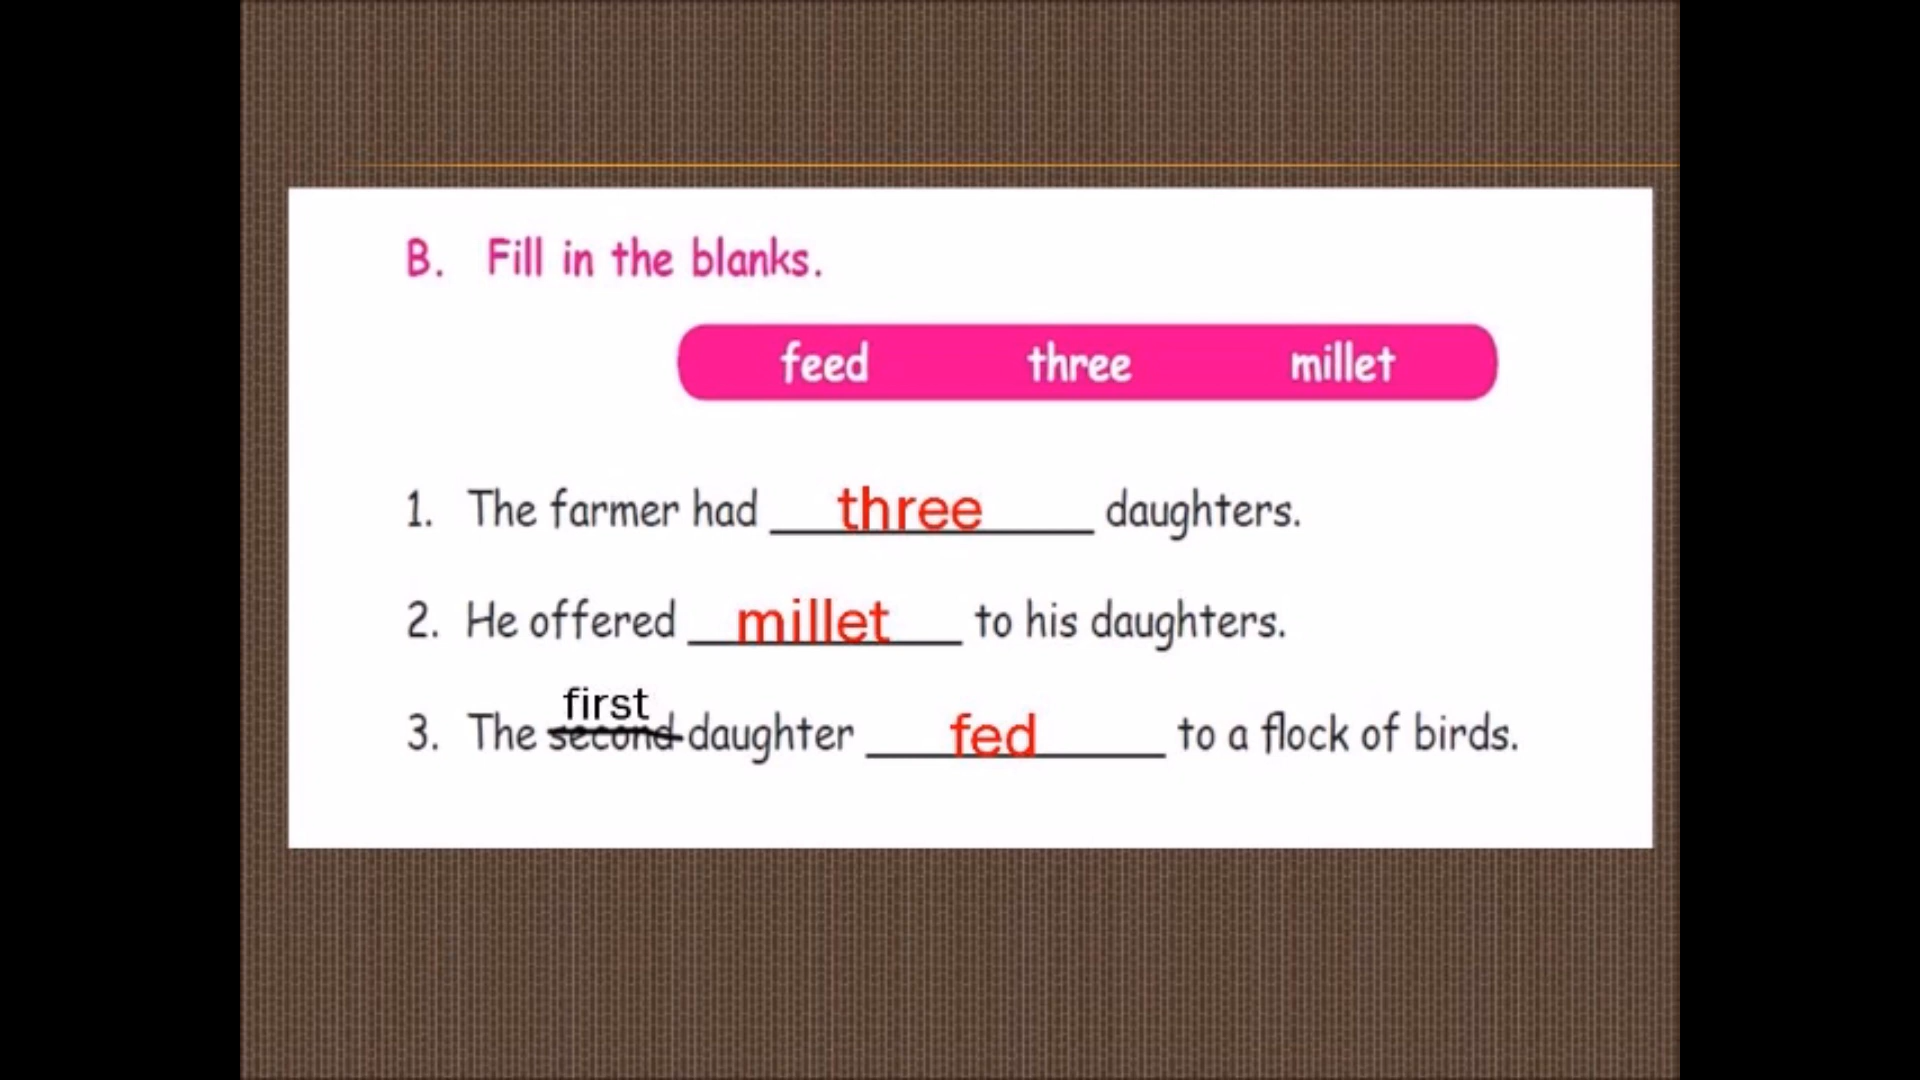 B. Fill in the blanks.
feed three millet
1. The farmer had three daughters.
2. He offered millet to his daughters.
first
3. The second daughter fed to a flock of birds.